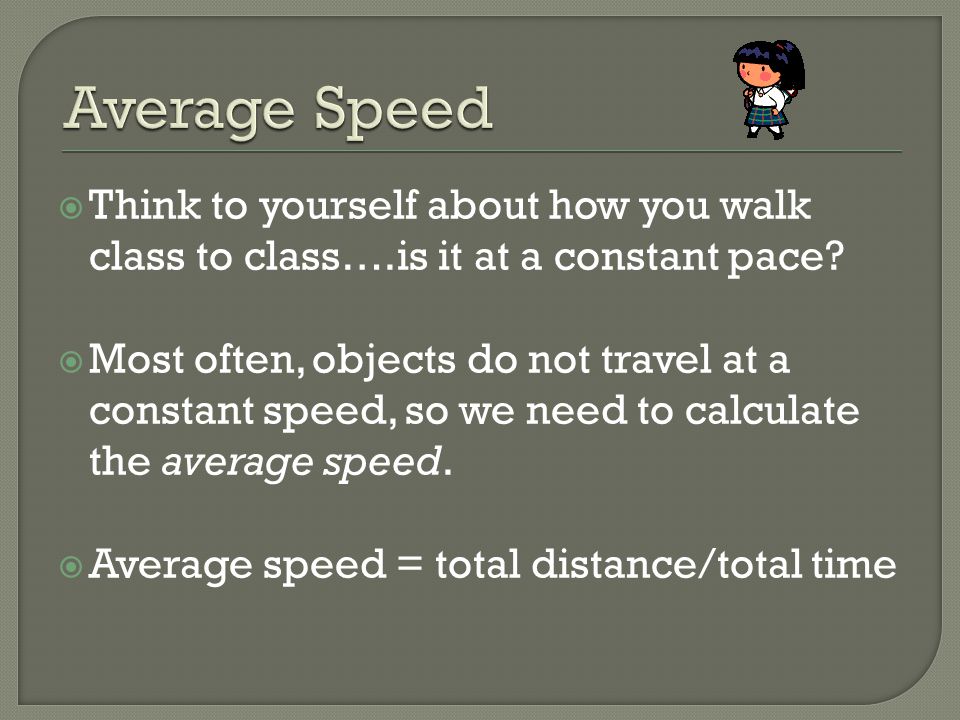 Average Speed
Think to yourself about how you walk
class to class….is it at a constant pace?
Most often, objects do not travel at a
constant speed, so we need to calculate
the average speed.
Average speed = total distance/total time